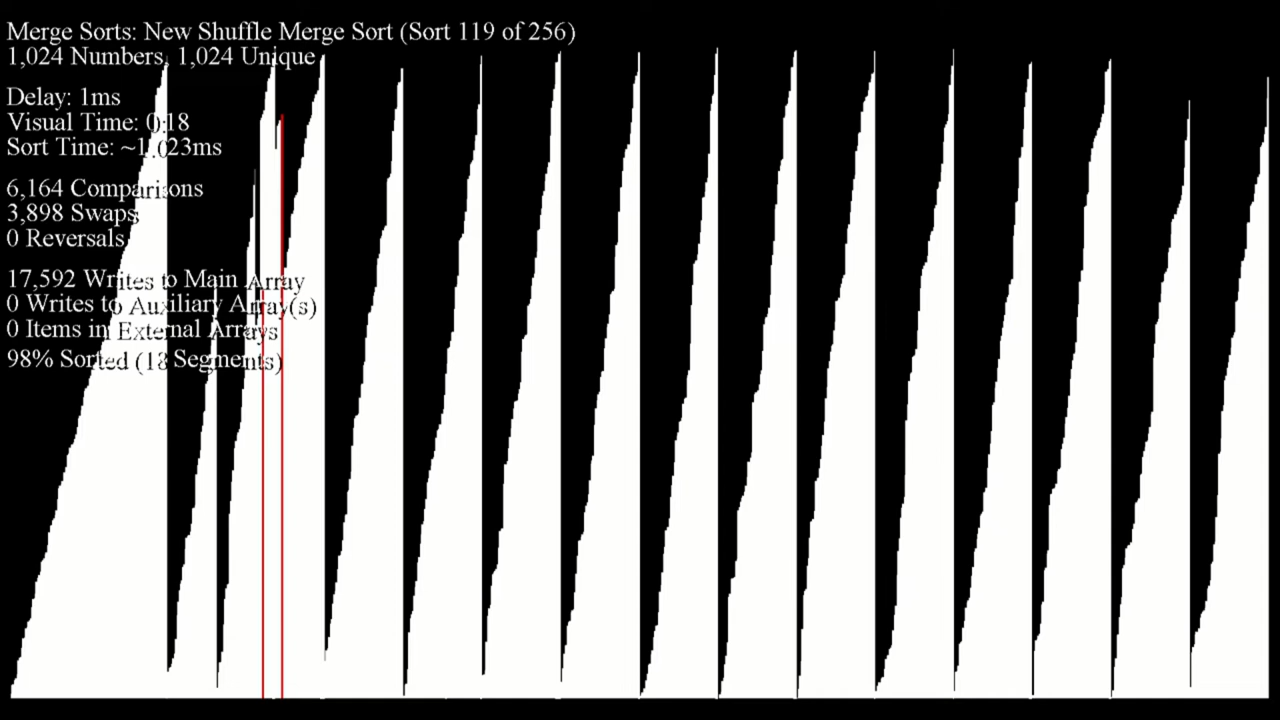 Merge Sorts: New Shuffle Merge Sort (Sort 119 of 256)
1,024 Numbers, 1,024 Unique
Delay: 1ms
Visual Time: 0:18
Sort Time: ~1,023ms
6,164 Comparisons
3,898 Swaps
0 Reversals
17,592 Writes to Main Array
0 Writes to Auxiliary Array(s)
0 Items in External Arrays
98% Sorted (18 Segments)